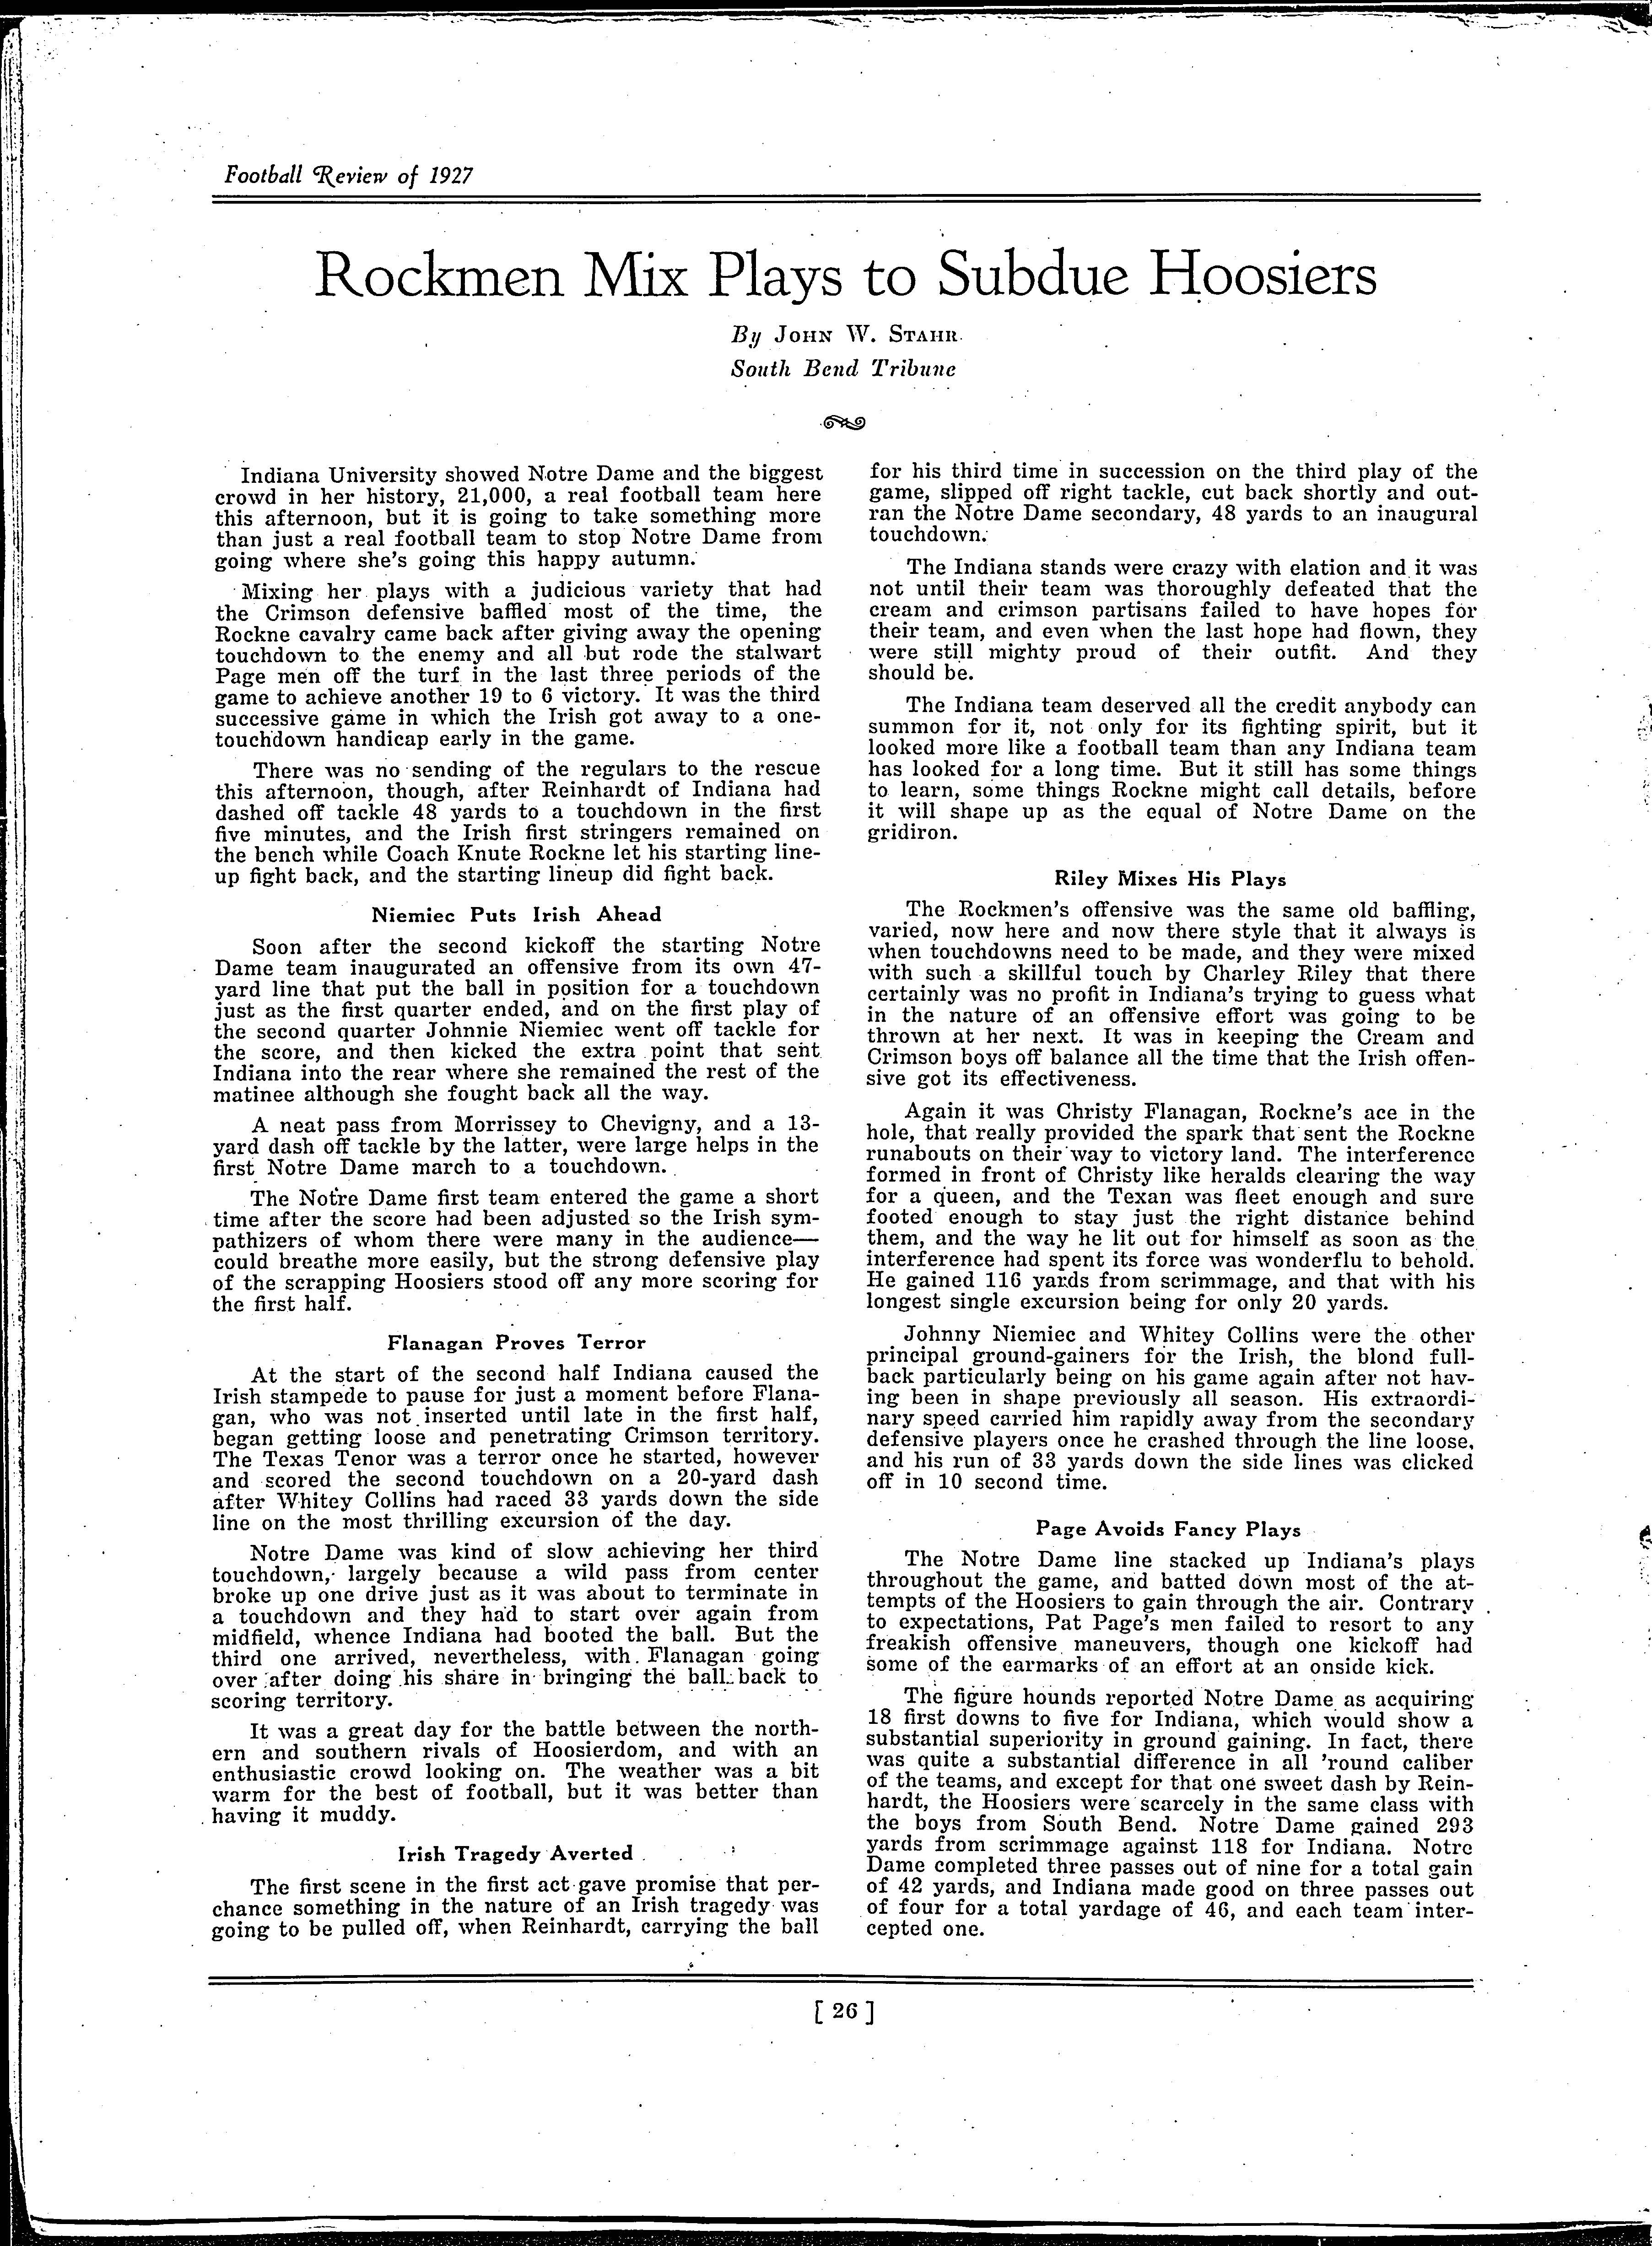 Football Review of 1927
Rockmen Mix Plays to Subdue Hoosiers
By JOHN W. STAHR
South Bend Tribune
Indiana University showed Notre Dame and the biggest
crowd in her history, 21,000, a real football team here
this afternoon, but it is going to take something more
than just a real football team to stop Notre Dame from
going where she's going this happy autumn.
Mixing her plays with a judicious variety that had
the Crimson defensive baffled most of the time, the
Rockne cavalry came back after giving away the opening
touchdown to the enemy and all but rode the stalwart
Page men off the turf in the last three periods of the
game to achieve another 19 to 6 victory. It was the third
successive game in which the Irish got away to a one-
touchdown handicap early in the game.
There was no sending of the regulars to the rescue
this afternoon, though, after Reinhardt of Indiana had
dashed off tackle 48 yards to a touchdown in the first
five minutes, and the Irish first stringers remained on
the bench while Coach Knute Rockne let his starting line-
up fight back, and the starting lineup did fight back.
Niemiec Puts Irish Ahead
Soon after the second kickoff the starting Notre
Dame team inaugurated an offensive from its own 47-
yard line that put the ball in position for a touchdown
just as the first quarter ended, and on the first play of
the second quarter Johnnie Niemiec went off tackle for
the score, and then kicked the extra point that sent
Indiana into the rear where she remained the rest of the
matinee although she fought back all the way.
A neat pass from Morrissey to Chevigny, and a 13-
yard dash off tackle by the latter, were large helps in the
first Notre Dame march to a touchdown.
The Notre Dame first team entered the game a short
time after the score had been adjusted so the Irish sym-
pathizers of whom there were many in the audience—
could breathe more easily, but the strong defensive play
of the scrapping Hoosiers stood off any more scoring for
the first half.
Flanagan Proves Terror
At the start of the second half Indiana caused the
Irish stampede to pause for just a moment before Flana-
gan, who was not inserted until late in the first half,
began getting loose and penetrating Crimson territory.
The Texas Tenor was a terror once he started, however
and scored the second touchdown on a 20-yard dash
after Whitey Collins had raced 33 yards down the side
line on the most thrilling excursion of the day.
Notre Dame was kind of slow achieving her third
touchdown, largely because a wild pass from center
broke up one drive just as it was about to terminate in
a touchdown and they had to start over again from
midfield, whence Indiana had booted the ball. But the
third one arrived, nevertheless, with Flanagan going
over after doing his share in bringing the ball back to
scoring territory.
It was a great day for the battle between the north-
ern and southern rivals of Hoosierdom, and with an
enthusiastic crowd looking on. The weather was a bit
warm for the best of football, but it was better than
having it muddy.
Irish Tragedy Averted
The first scene in the first act gave promise that per-
chance something in the nature of an Irish tragedy was
going to be pulled off, when Reinhardt, carrying the ball
for his third time in succession on the third play of the
game, slipped off right tackle, cut back shortly and out-
ran the Notre Dame secondary, 48 yards to an inaugural
touchdown.
The Indiana stands were crazy with elation and it was
not until their team was thoroughly defeated that the
cream and crimson partisans failed to have hopes for
their team, and even when the last hope had flown, they
were still mighty proud of their outfit. And they
should be.
The Indiana team deserved all the credit anybody can
summon for it, not only for its fighting spirit, but it
looked more like a football team than any Indiana team
has looked for a long time. But it still has some things
to learn, some things Rockne might call details, before
it will shape up as the equal of Notre Dame on the
gridiron.
Riley Mixes His Plays
The Rockmen's offensive was the same old baffling,
varied, now here and now there style that it always is
when touchdowns need to be made, and they were mixed
with such a skillful touch by Charley Riley that there
certainly was no profit in Indiana's trying to guess what
in the nature of an offensive effort was going to be
thrown at her next. It was in keeping the Cream and
Crimson boys off balance all the time that the Irish offen-
sive got its effectiveness.
Again it was Christy Flanagan, Rockne's ace in the
hole, that really provided the spark that sent the Rockne
runabouts on their way to victory land. The interference
formed in front of Christy like heralds clearing the way
for a queen, and the Texan was fleet enough and sure
footed enough to stay just the right distance behind
them, and the way he lit out for himself as soon as the
interference had spent its force was wonderflu to behold.
He gained 116 yards from scrimmage, and that with his
longest single excursion being for only 20 yards.
Johnny Niemiec and Whitey Collins were the other
principal ground-gainers for the Irish, the blond full-
back particularly being on his game again after not hav-
ing been in shape previously all season. His extraordi-
nary speed carried him rapidly away from the secondary
defensive players once he crashed through the line loose,
and his run of 33 yards down the side lines was clicked
off in 10 second time.
Page Avoids Fancy Plays
The Notre Dame line stacked up Indiana's plays
throughout the game, and batted down most of the at-
tempts of the Hoosiers to gain through the air. Contrary
to expectations, Pat Page's men failed to resort to any
freakish offensive maneuvers, though one kickoff had
some of the earmarks of an effort at an onside kick.
The figure hounds reported Notre Dame as acquiring
18 first downs to five for Indiana, which would show a
substantial superiority in ground gaining. In fact, there
was quite a substantial difference in all 'round caliber
of the teams, and except for that one sweet dash by Rein-
hardt, the Hoosiers were scarcely in the same class with
the boys from South Bend. Notre Dame gained 293
yards from scrimmage against 118 for Indiana. Notre
Dame completed three passes out of nine for a total gain
of 42 yards, and Indiana made good on three passes out
of four for a total yardage of 46, and each team inter-
cepted one.
[ 26 ]